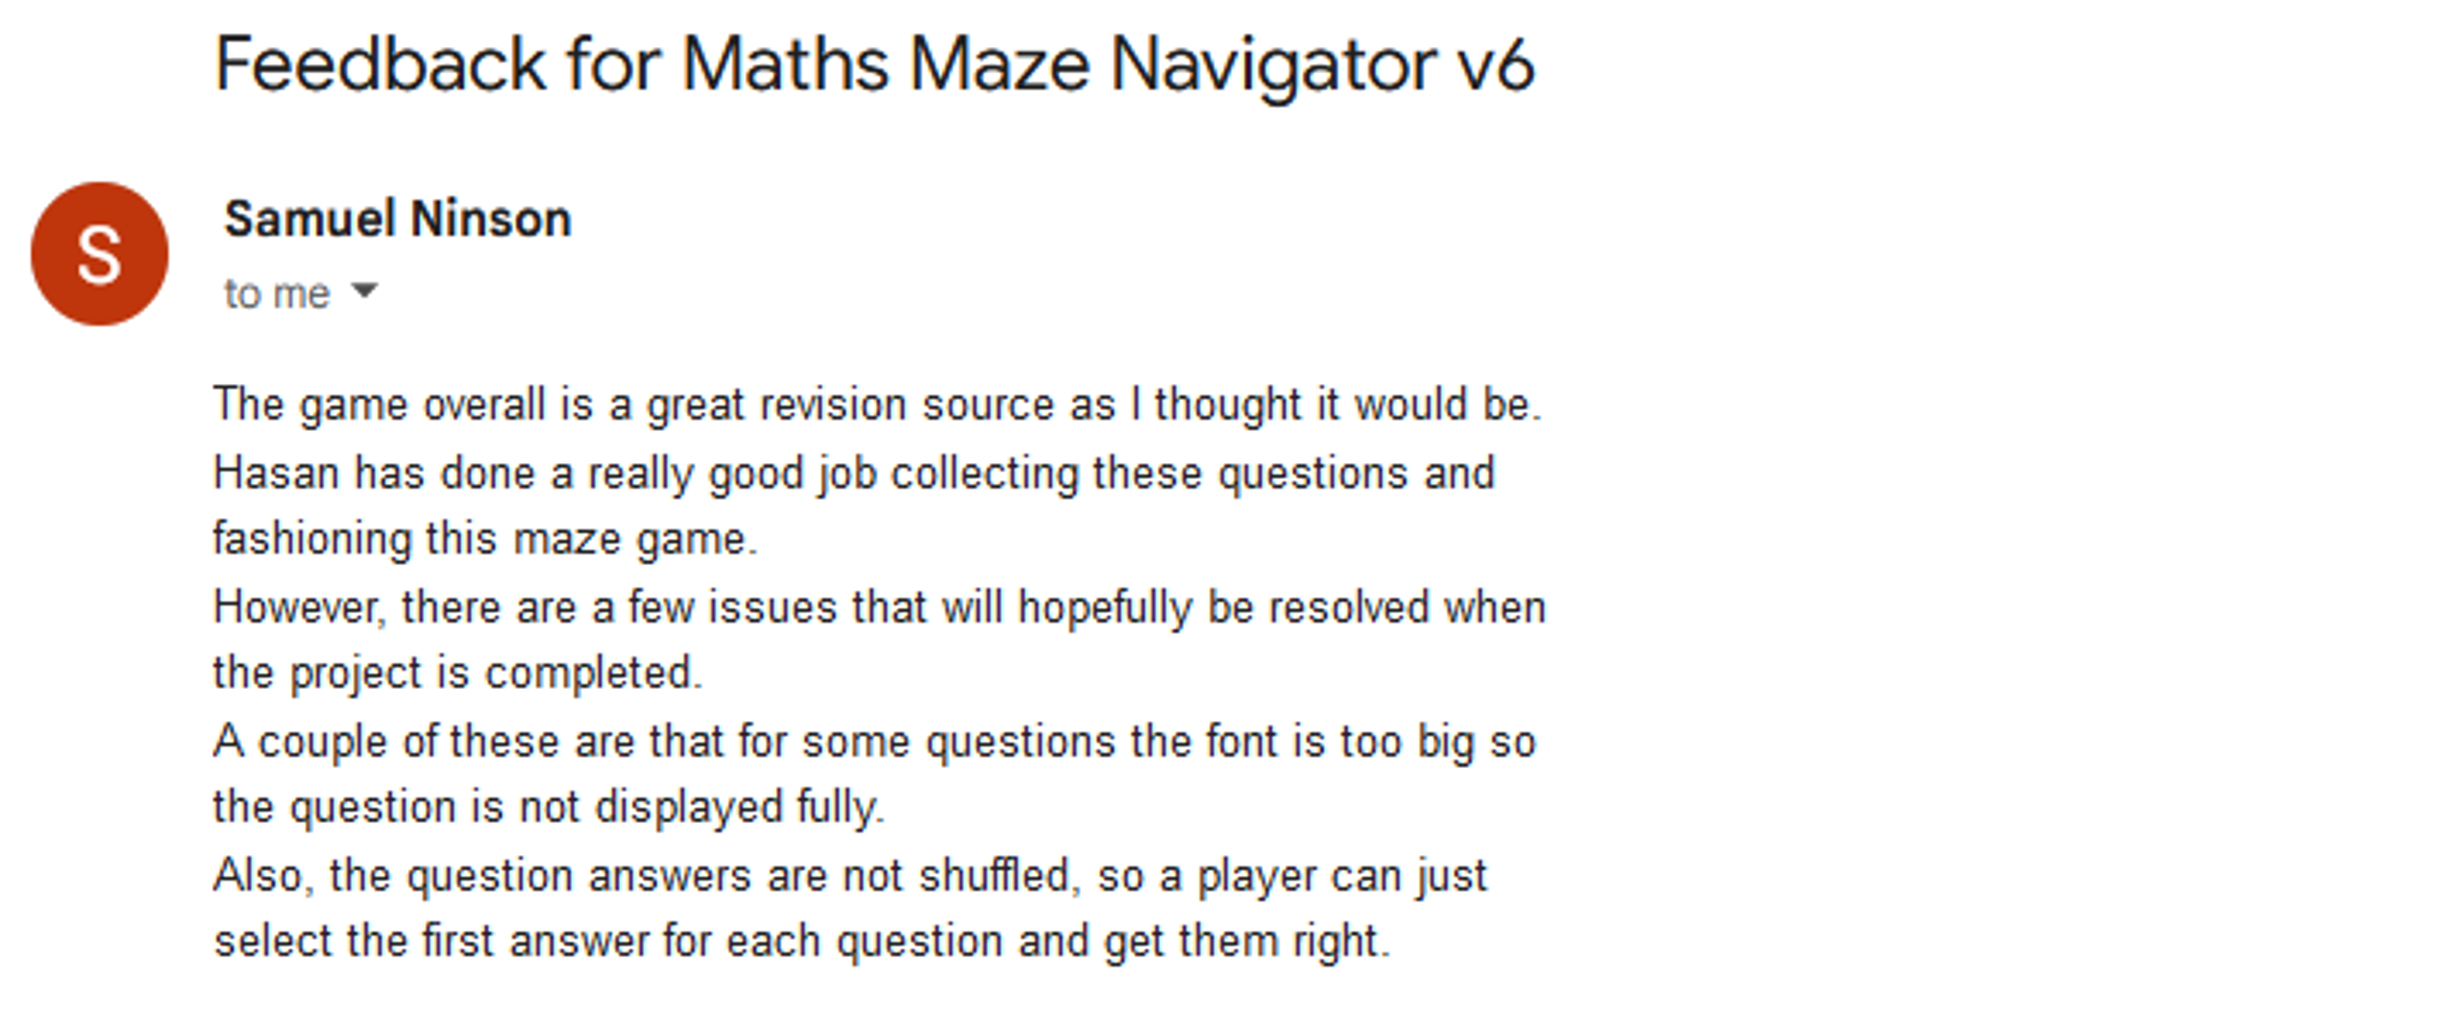 Feedback for Maths Maze Navigator v6
S
Samuel Ninson
to me
The game overall is a great revision source as I thought it would be.
Hasan has done a really good job collecting these questions and
fashioning this maze game.
However, there are a few issues that will hopefully be resolved when
the project is completed.
A couple of these are that for some questions the font is too big so
the question is not displayed fully.
Also, the question answers are not shuffled, so a player can just
select the first answer for each question and get them right.